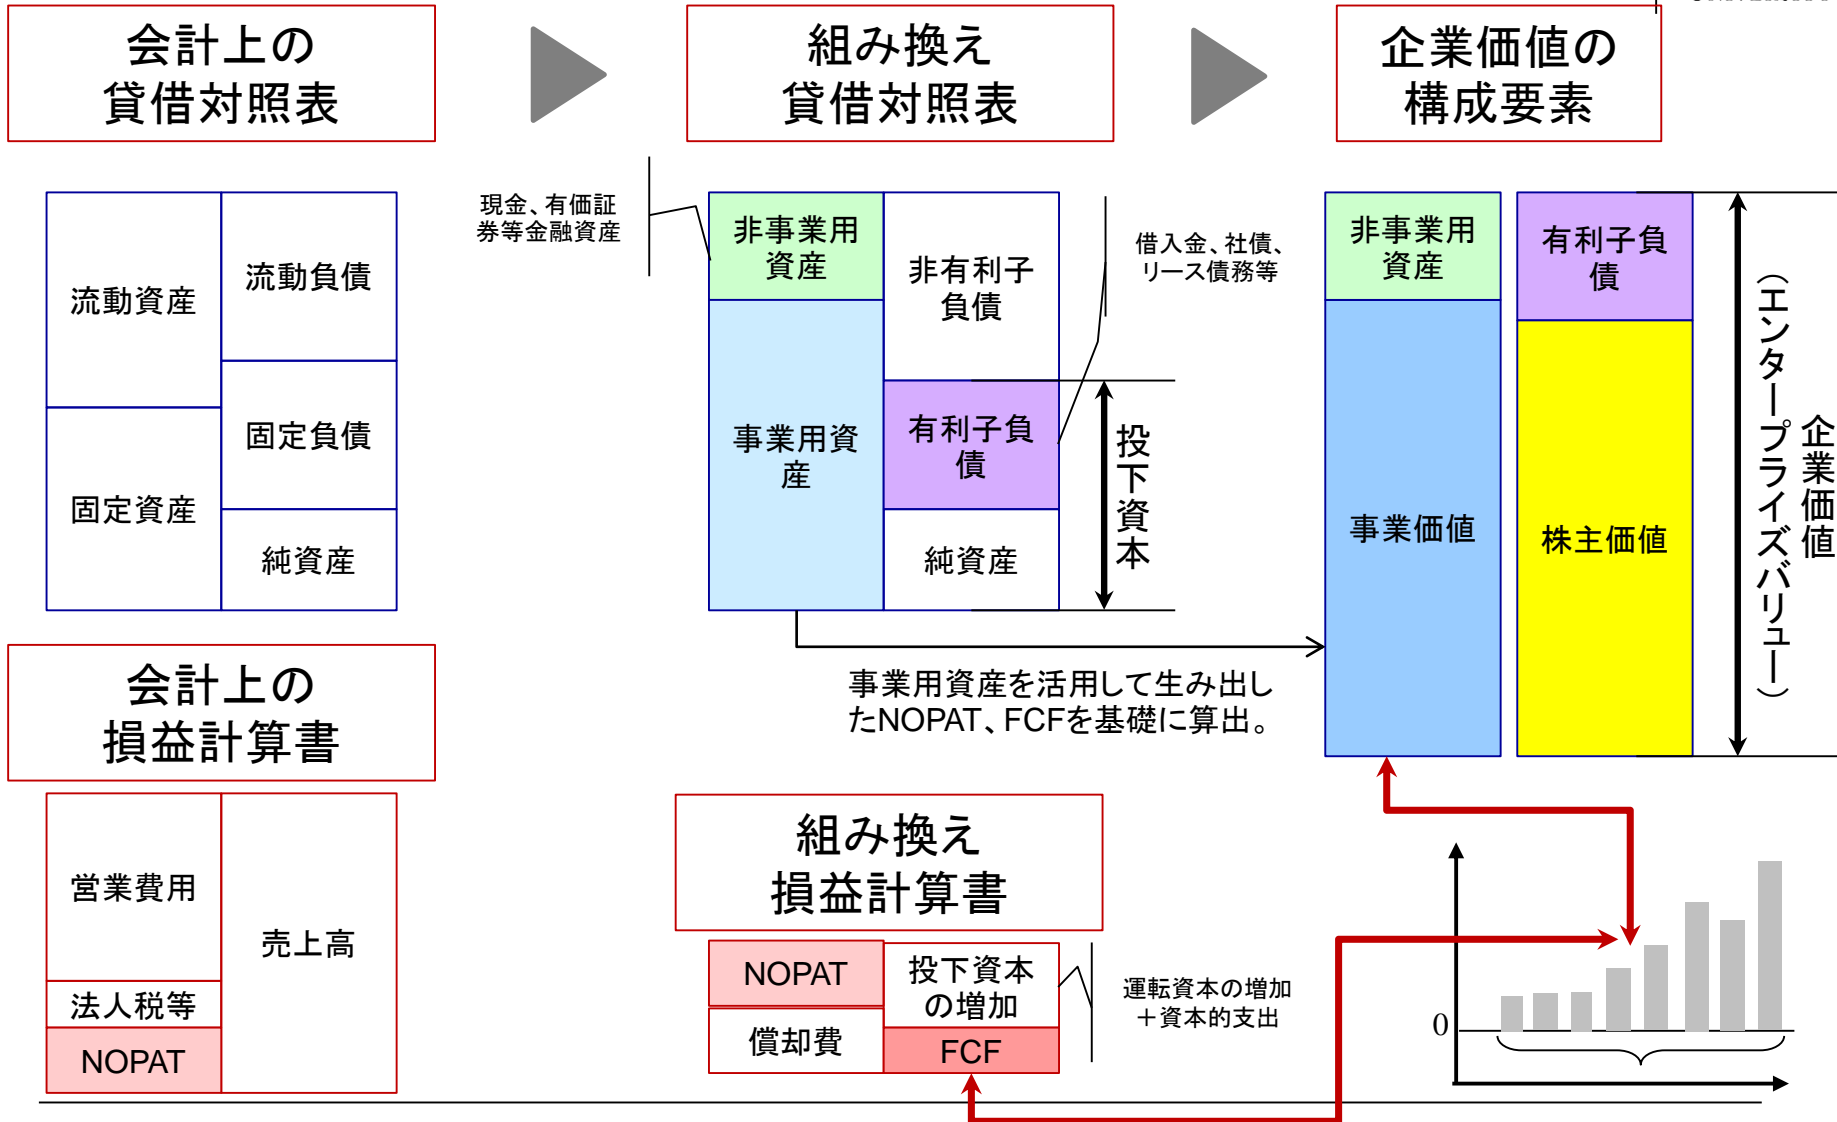 会計上の
貸借対照表
組み換え
貸借対照表
企業価値の
構成要素
流動資産
固定資産
流動負債
固定負債
純資産
現金、有価証
券等金融資産
非事業用
資産
事業用資
産
非有利子
負債
有利子負
債
純資産
投下資本
借入金、社債、
リース債務等
非事業用
資産
事業価値
有利子負
債
株主価値
企業価値
（エンタープライズバリュー）
事業用資産を活用して生み出し
たNOPAT、FCFを基礎に算出。
会計上の
損益計算書
営業費用
法人税等
NOPAT
売上高
組み換え
損益計算書
NOPAT
償却費
投下資本
の増加
FCF
運転資本の増加
＋資本的支出
0